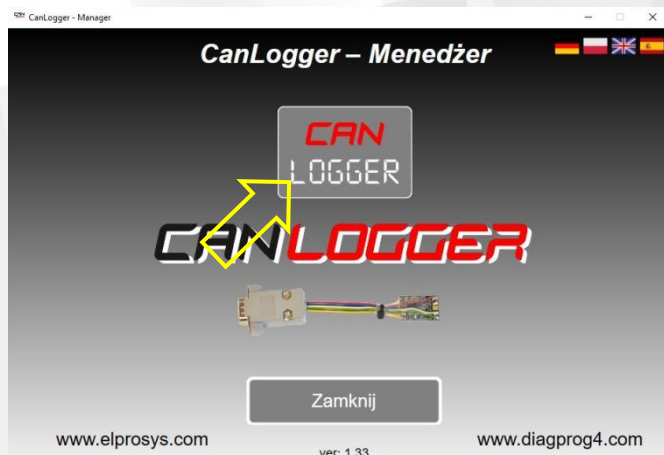 CanLogger - Manager
CanLogger – Menedżer
CAN
LOGGER
CANLOGGER
Zamknij
www.elprosys.com
ver: 1.33
www.diagprog4.com